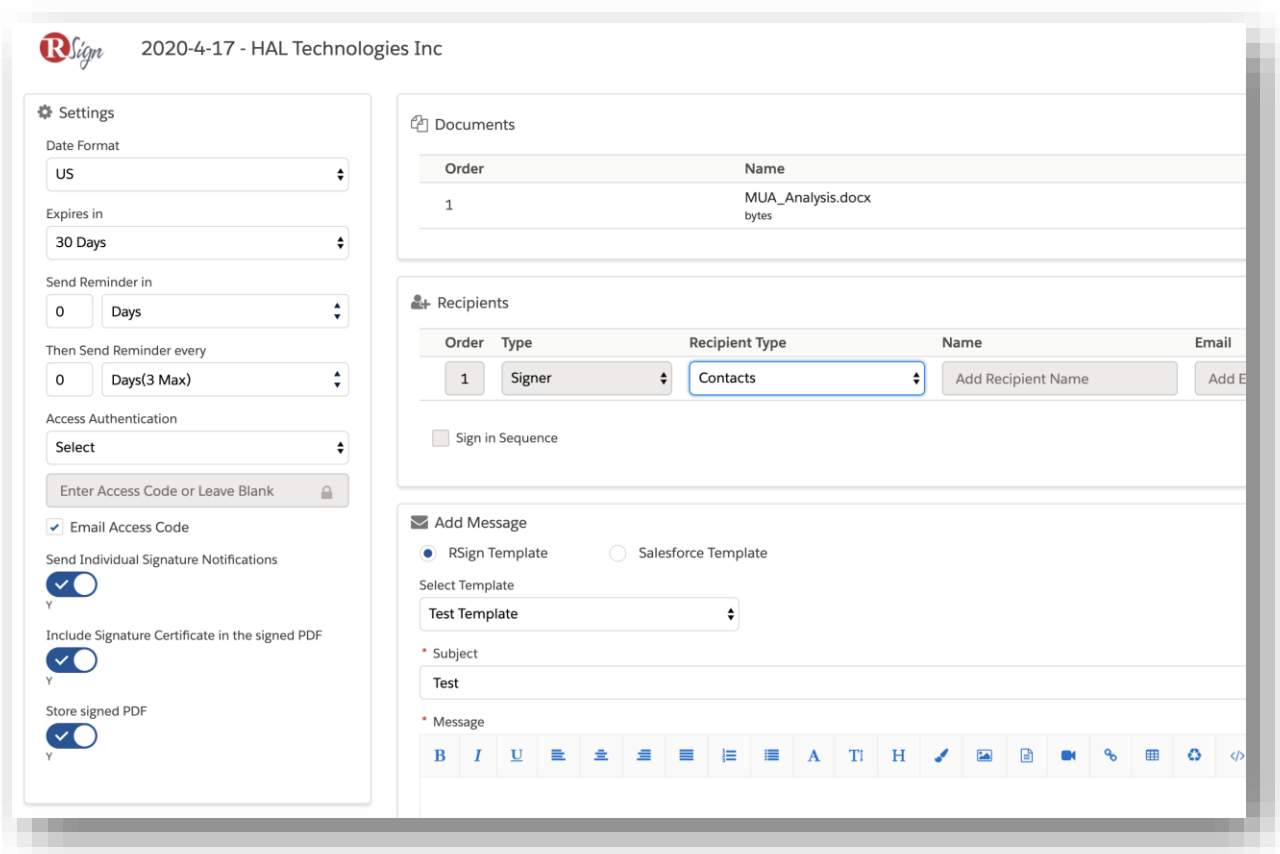 RSign 2020-4-17 - HAL Technologies Inc
Settings
Date Format
US
Expires in
30 Days
Send Reminder in
0 Days
Then Send Reminder every
0 Days(3 Max)
Access Authentication
Select
Enter Access Code or Leave Blank
Email Access Code
Send Individual Signature Notifications
Y
Include Signature Certificate in the signed PDF
Y
Store signed PDF
Y
Documents
Order Name
1 MUA_Analysis.docx
bytes
Recipients
Order Type Recipient Type Name Email
1 Signer Contacts Add Recipient Name Add E
Sign in Sequence
Add Message
RSign Template Salesforce Template
Select Template
Test Template
* Subject
Test
* Message
B I U A T H